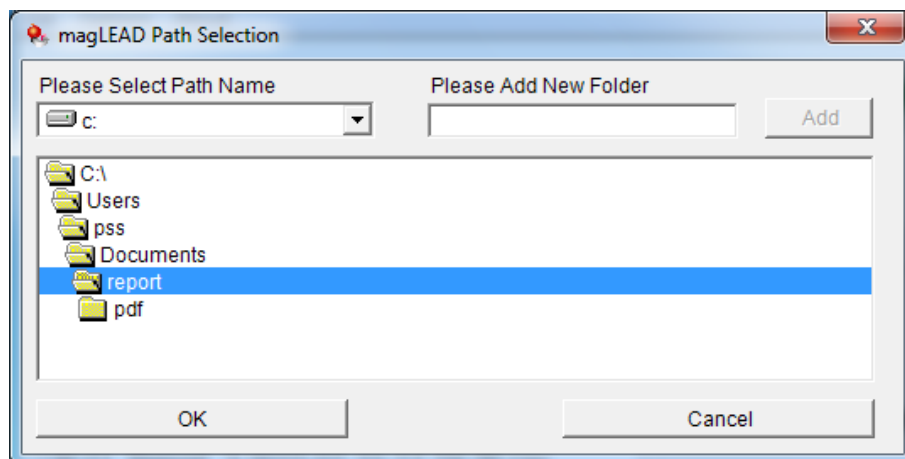 magLEAD Path Selection
Please Select Path Name
Please Add New Folder
c:
Add
C:\
Users
pss
Documents
report
pdf
OK
Cancel